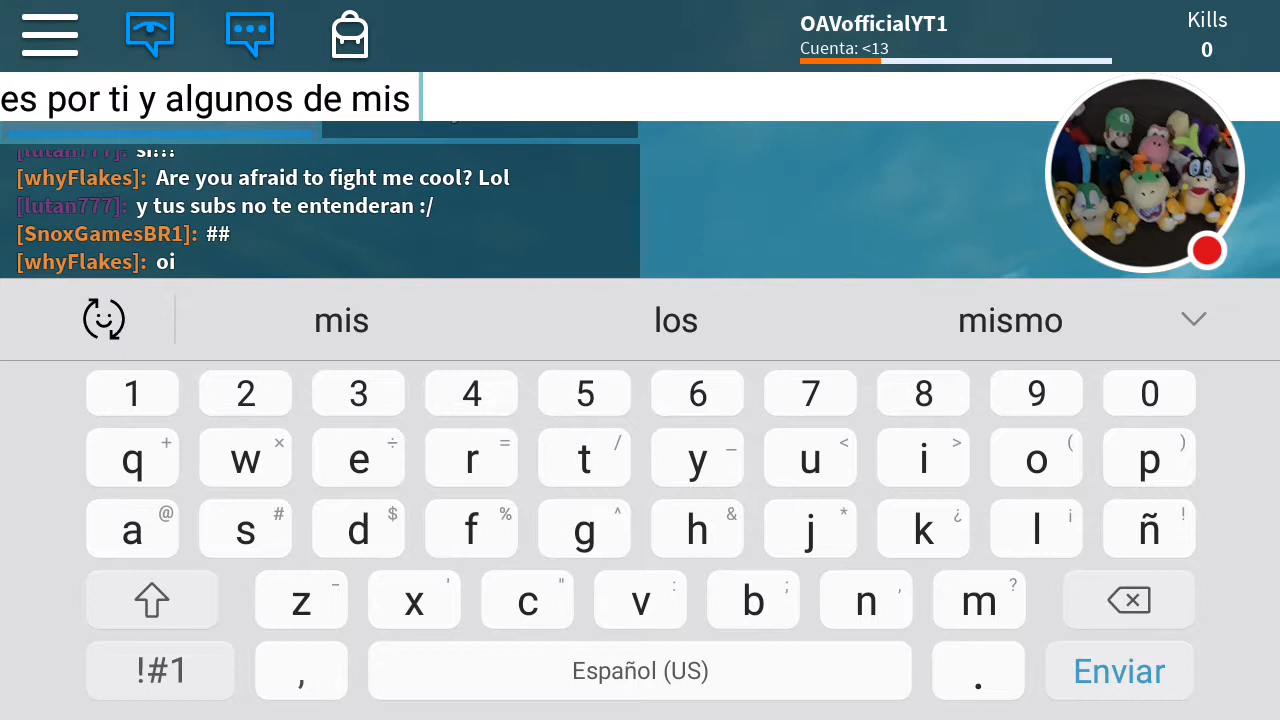 OAVofficialYT1
Cuenta: <13
Kills
0
es por ti y algunos de mis
[lutan777]: si!!!
[whyFlakes]: Are you afraid to fight me cool? Lol
[lutan777]: y tus subs no te entenderan :/
[SnoxGamesBR1]: ##
[whyFlakes]: oi
mis los mismo
1 2 3 4 5 6 7 8 9 0
q + w × e ÷ r = t / y _ u < i > o ( p )
a @ s # d $ f % g ^ h & j * k ¿ l ¡ ñ !
z - x ' c " v : b ; n , m ?
!#1 , Español (US) . Enviar